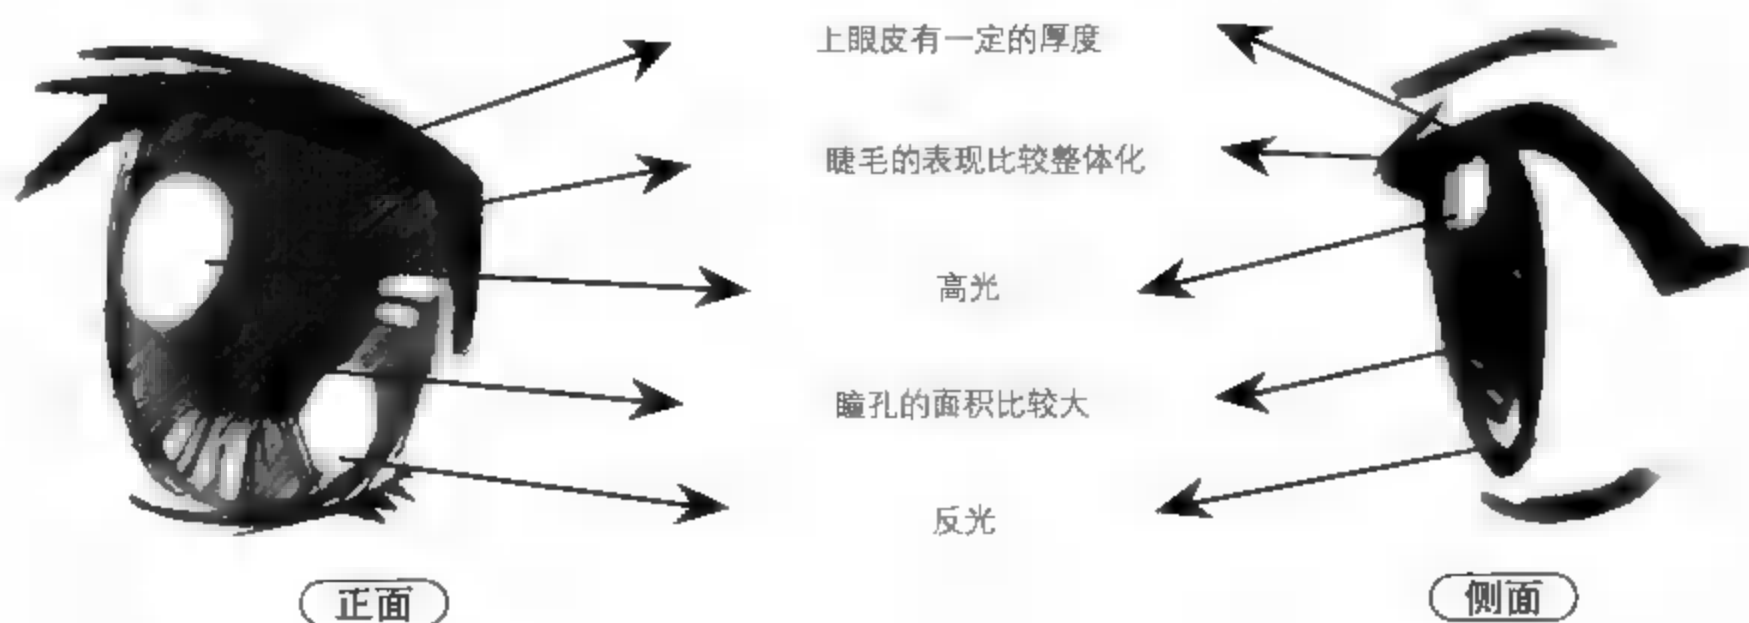 上眼皮有一定的厚度
睫毛的表现比较整体化
高光
瞳孔的面积比较大
反光
正面
侧面